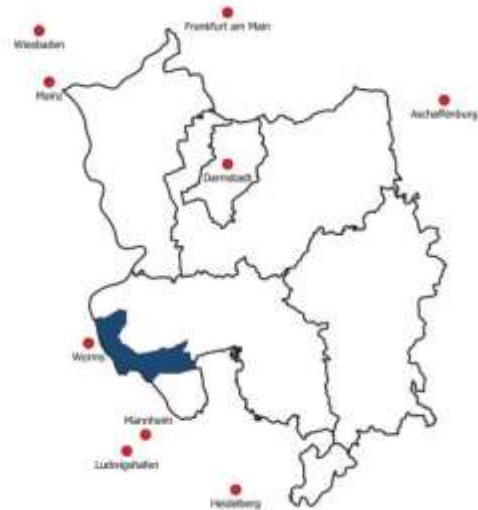 Frankfurt am Main
Wiesbaden
Mainz
Aschaffenburg
Darmstadt
Worms
Mannheim
Ludwigshafen
Heidelberg